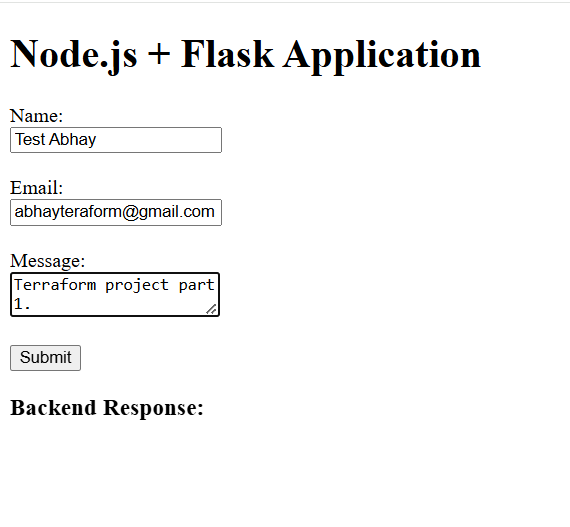 Node.js + Flask Application
Name:
Test Abhay
Email:
abhayteraform@gmail.com
Message:
Terraform project part
1.
Submit
Backend Response: